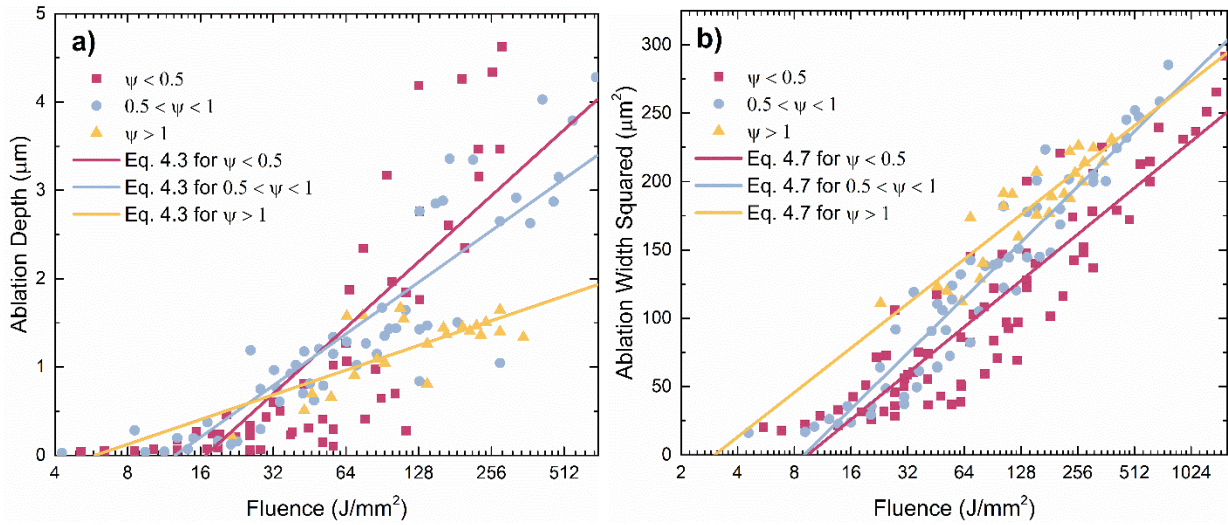 a)
ψ < 0.5
0.5 < ψ < 1
ψ > 1
Eq. 4.3 for ψ < 0.5
Eq. 4.3 for 0.5 < ψ < 1
Eq. 4.3 for ψ > 1
Ablation Depth (μm)
5
4
3
2
1
0
4 8 16 32 64 128 256 512
Fluence (J/mm²)
b)
ψ < 0.5
0.5 < ψ < 1
ψ > 1
Eq. 4.7 for ψ < 0.5
Eq. 4.7 for 0.5 < ψ < 1
Eq. 4.7 for ψ > 1
Ablation Width Squared (μm²)
300
250
200
150
100
50
0
2 4 8 16 32 64 128 256 512 1024
Fluence (J/mm²)